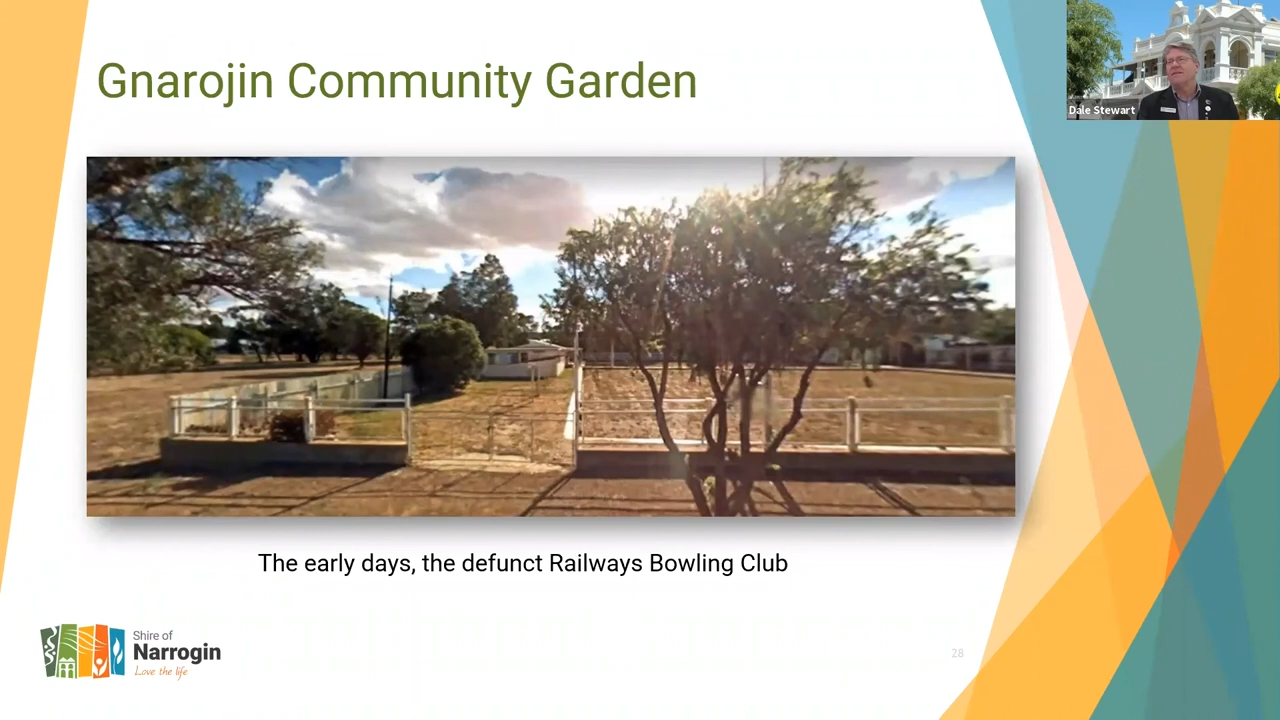 Gnarojin Community Garden
Dale Stewart
The early days, the defunct Railways Bowling Club
Shire of
Narrogin
Love the life
28